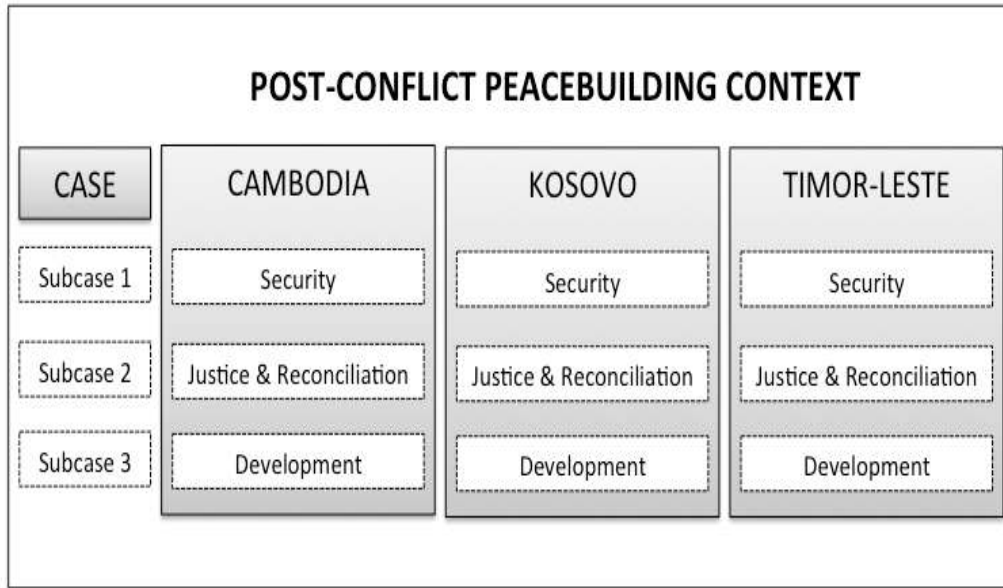 POST-CONFLICT PEACEBUILDING CONTEXT
CASE
CAMBODIA
KOSOVO
TIMOR-LESTE
Subcase 1
Security
Security
Security
Subcase 2
Justice & Reconciliation
Justice & Reconciliation
Justice & Reconciliation
Subcase 3
Development
Development
Development